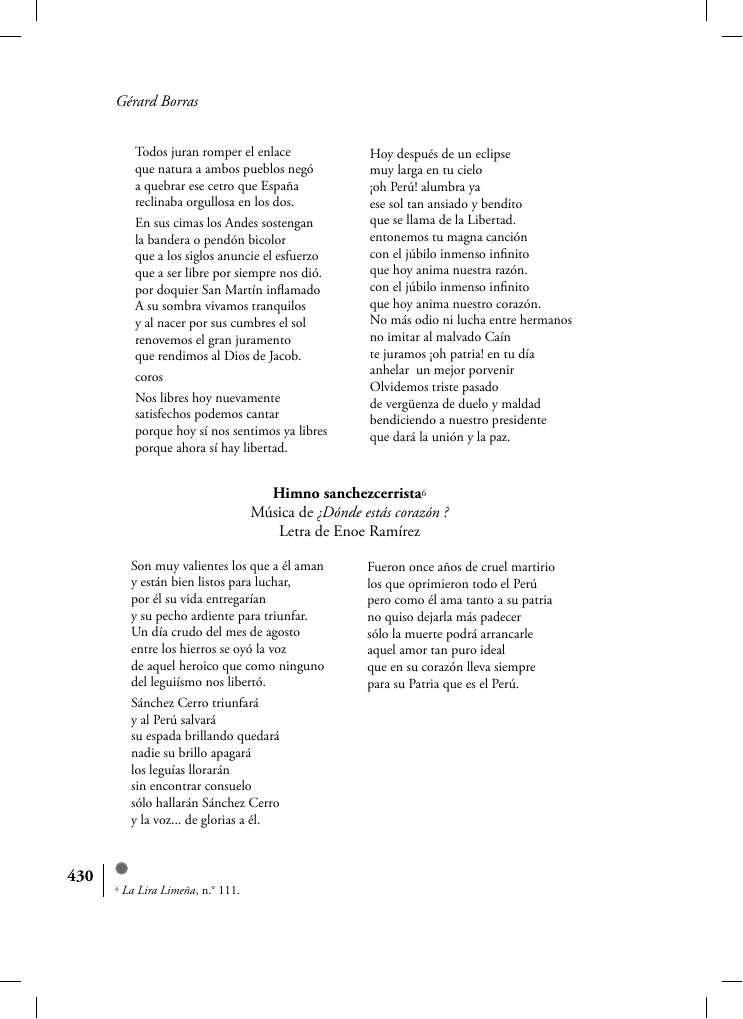 Gérard Borras
Todos juran romper el enlace
que natura a ambos pueblos negó
a quebrar ese cetro que España
reclinaba orgullosa en los dos.
En sus cimas los Andes sostengan
la bandera o pendón bicolor
que a los siglos anuncie el esfuerzo
que a ser libre por siempre nos dió.
por doquier San Martín inflamado
A su sombra vivamos tranquilos
y al nacer por sus cumbres el sol
renovemos el gran juramento
que rendimos al Dios de Jacob.
coros
Nos libres hoy nuevamente
satisfechos podemos cantar
porque hoy sí nos sentimos ya libres
porque ahora sí hay libertad.
Hoy después de un eclipse
muy larga en tu cielo
¡oh Perú! alumbra ya
ese sol tan ansiado y bendito
que se llama de la Libertad.
entonemos tu magna canción
con el júbilo inmenso infinito
que hoy anima nuestra razón.
con el júbilo inmenso infinito
que hoy anima nuestro corazón.
No más odio ni lucha entre hermanos
no imitar al malvado Caín
te juramos ¡oh patria! en tu día
anhelar un mejor porvenir
Olvidemos triste pasado
de vergüenza de duelo y maldad
bendiciendo a nuestro presidente
que dará la unión y la paz.
Himno sanchezcerrista6
Música de ¿Dónde estás corazón ?
Letra de Enoe Ramírez
Son muy valientes los que a él aman
y están bien listos para luchar,
por él su vida entregarían
y su pecho ardiente para triunfar.
Un día crudo del mes de agosto
entre los hierros se oyó la voz
de aquel heroico que como ninguno
del leguiísmo nos libertó.
Sánchez Cerro triunfará
y al Perú salvará
su espada brillando quedará
nadie su brillo apagará
los leguías llorarán
sin encontrar consuelo
sólo hallarán Sánchez Cerro
y la voz... de glorias a él.
Fueron once años de cruel martirio
los que oprimieron todo el Perú
pero como él ama tanto a su patria
no quiso dejarla más padecer
sólo la muerte podrá arrancarle
aquel amor tan puro ideal
que en su corazón lleva siempre
para su Patria que es el Perú.
430
6 La Lira Limeña, n.° 111.